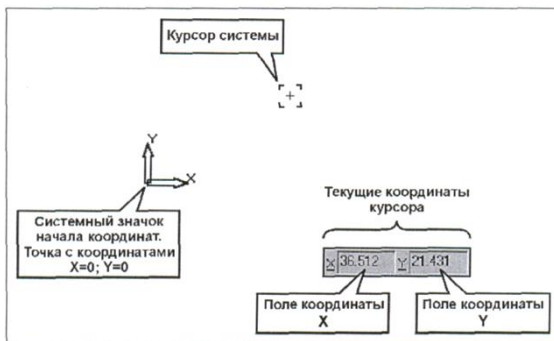 Курсор системы
Y
X
Системный значок
начала координат.
Точка с координатами
X=0; Y=0
Текущие координаты
курсора
X 36.512 Y 21.431
Поле координаты
X
Поле координаты
Y